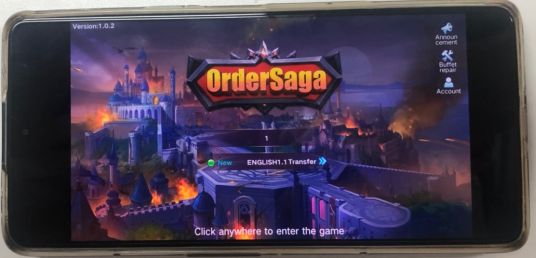 Version:1.0.2
Announ
cement
OrderSaga
Buffet
repair
Account
1
New ENGLISH1.1 Transfer
Click anywhere to enter the game